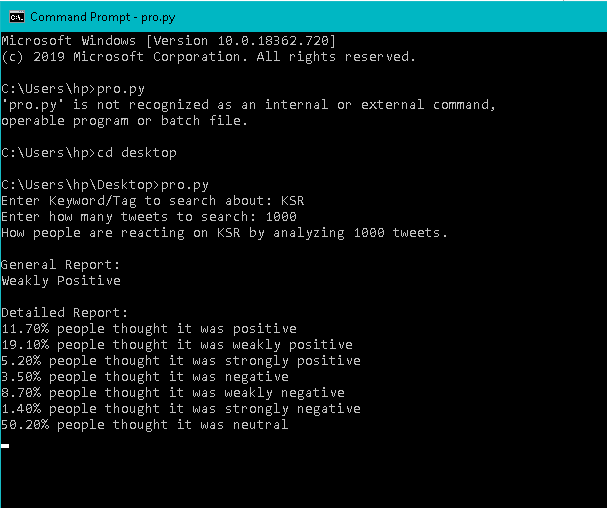 Command Prompt - pro.py
Microsoft Windows [Version 10.0.18362.720]
(c) 2019 Microsoft Corporation. All rights reserved.
C:\Users\hp>pro.py
'pro.py' is not recognized as an internal or external command,
operable program or batch file.
C:\Users\hp>cd desktop
C:\Users\hp\Desktop>pro.py
Enter Keyword/Tag to search about: KSR
Enter how many tweets to search: 1000
How people are reacting on KSR by analyzing 1000 tweets.
General Report:
Weakly Positive
Detailed Report:
11.70% people thought it was positive
19.10% people thought it was weakly positive
5.20% people thought it was strongly positive
3.50% people thought it was negative
8.70% people thought it was weakly negative
1.40% people thought it was strongly negative
50.20% people thought it was neutral